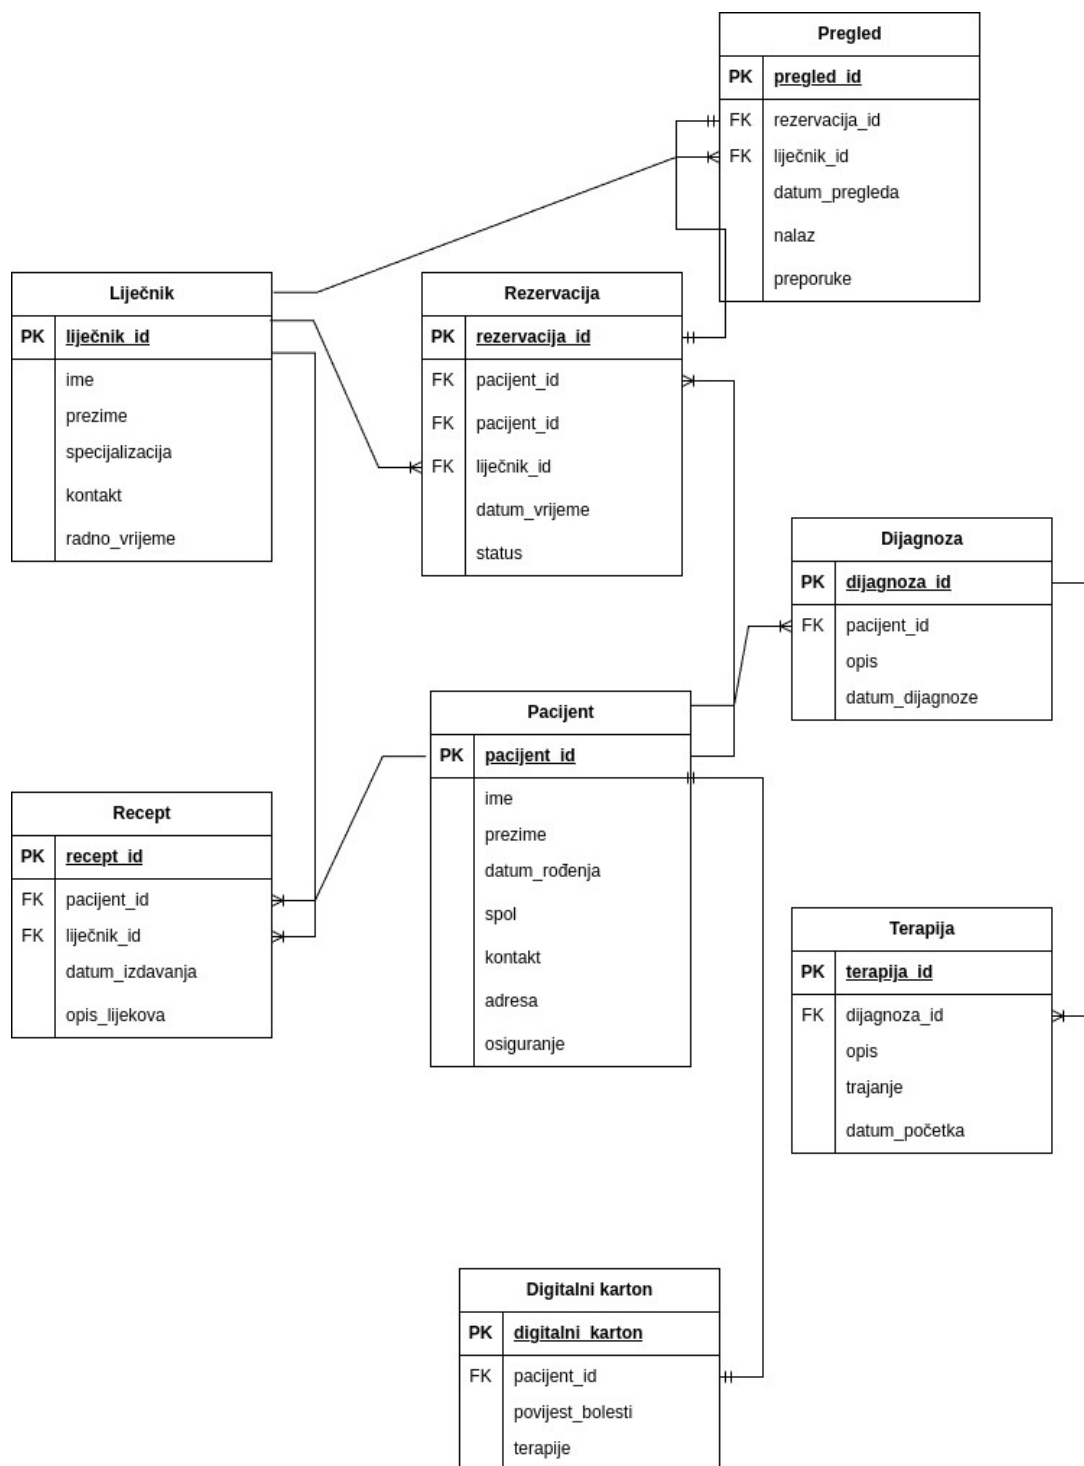 Pregled
PK pregled_id
FK rezervacija_id
FK liječnik_id
datum_pregleda
nalaz
preporuke
Liječnik
PK liječnik_id
ime
prezime
specijalizacija
kontakt
radno_vrijeme
Rezervacija
PK rezervacija_id
FK pacijent_id
FK pacijent_id
FK liječnik_id
datum_vrijeme
status
Dijagnoza
PK dijagnoza_id
FK pacijent_id
opis
datum_dijagnoze
Pacijent
PK pacijent_id
ime
prezime
datum_rođenja
spol
kontakt
adresa
osiguranje
Recept
PK recept_id
FK pacijent_id
FK liječnik_id
datum_izdavanja
opis_lijekova
Terapija
PK terapija_id
FK dijagnoza_id
opis
trajanje
datum_početka
Digitalni karton
PK digitalni_karton
FK pacijent_id
povijest_bolesti
terapije